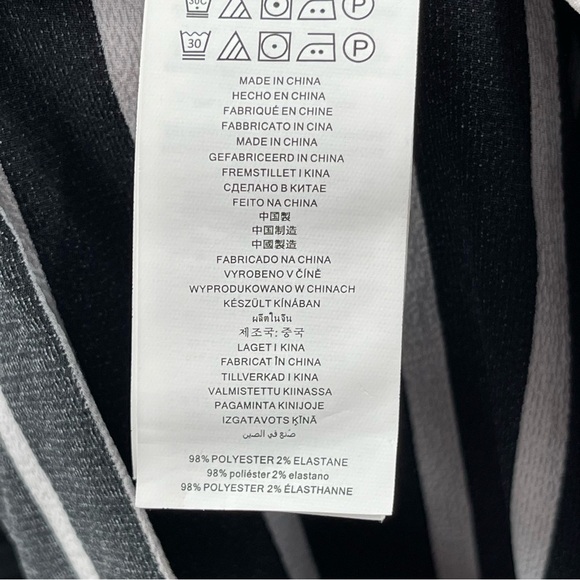 30C P
30 P
MADE IN CHINA
HECHO EN CHINA
FABRIQUÉ EN CHINE
FABBRICATO IN CINA
MADE IN CHINA
GEFABRICEERD IN CHINA
FREMSTILLET I KINA
СДЕЛАНО В КИТАЕ
FEITO NA CHINA
中国製
中国制造
中國製造
FABRICADO NA CHINA
VYROBENO V ČÍNĚ
WYPRODUKOWANO W CHINACH
KÉSZÜLT KÍNÁBAN
ผลิตในจีน
제조국: 중국
LAGET I KINA
FABRICAT ÎN CHINA
TILLVERKAD I KINA
VALMISTETTU KIINASSA
PAGAMINTA KINIJOJE
IZGATAVOTS ĶĪNĀ
صنع في الصين
98% POLYESTER 2% ELASTANE
98% poliéster 2% elastano
98% POLYESTER 2% ÉLASTHANNE